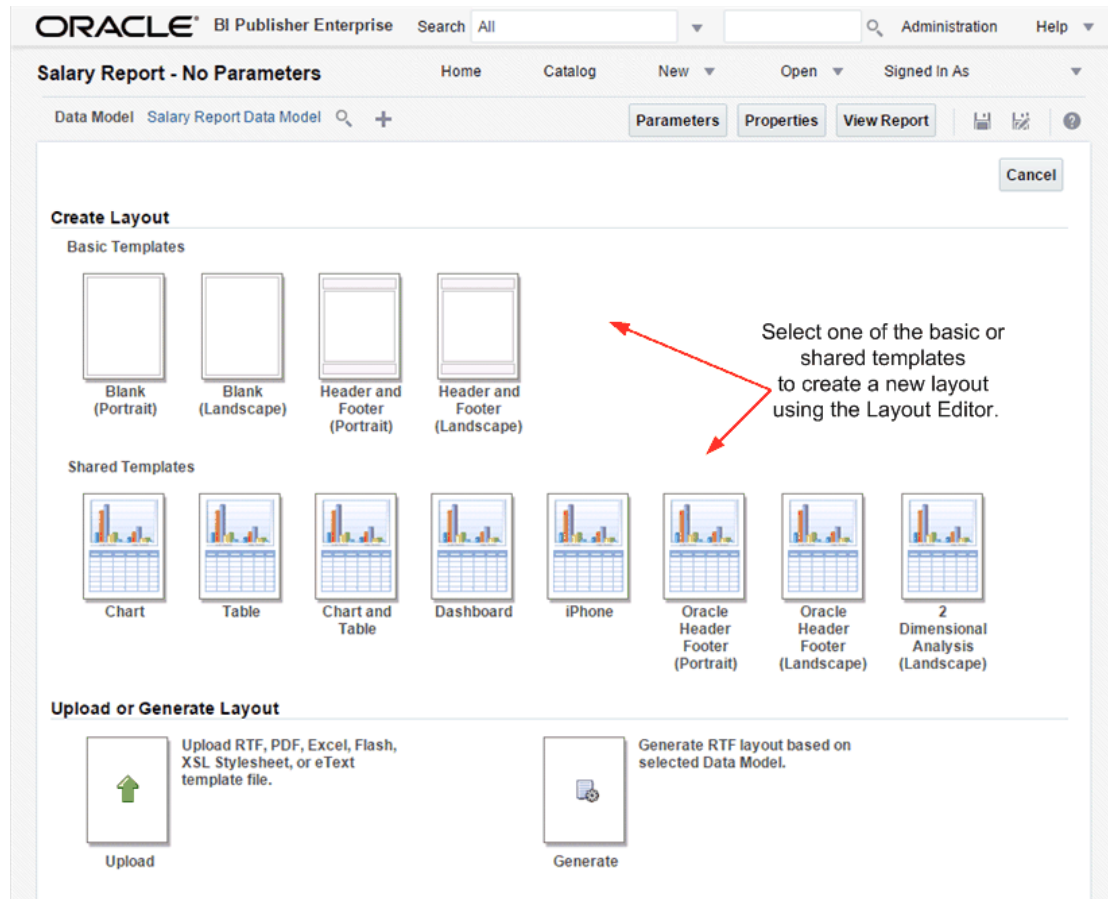 ORACLE® BI Publisher Enterprise Search All Administration Help
Salary Report - No Parameters Home Catalog New Open Signed In As
Data Model Salary Report Data Model Parameters Properties View Report
Cancel
Create Layout
Basic Templates
Blank
(Portrait)
Blank
(Landscape)
Header and
Footer
(Portrait)
Header and
Footer
(Landscape)
Select one of the basic or
shared templates
to create a new layout
using the Layout Editor.
Shared Templates
Chart
Table
Chart and
Table
Dashboard
iPhone
Oracle
Header
Footer
(Portrait)
Oracle
Header
Footer
(Landscape)
2
Dimensional
Analysis
(Landscape)
Upload or Generate Layout
Upload RTF, PDF, Excel, Flash,
XSL Stylesheet, or eText
template file.
Upload
Generate RTF layout based on
selected Data Model.
Generate